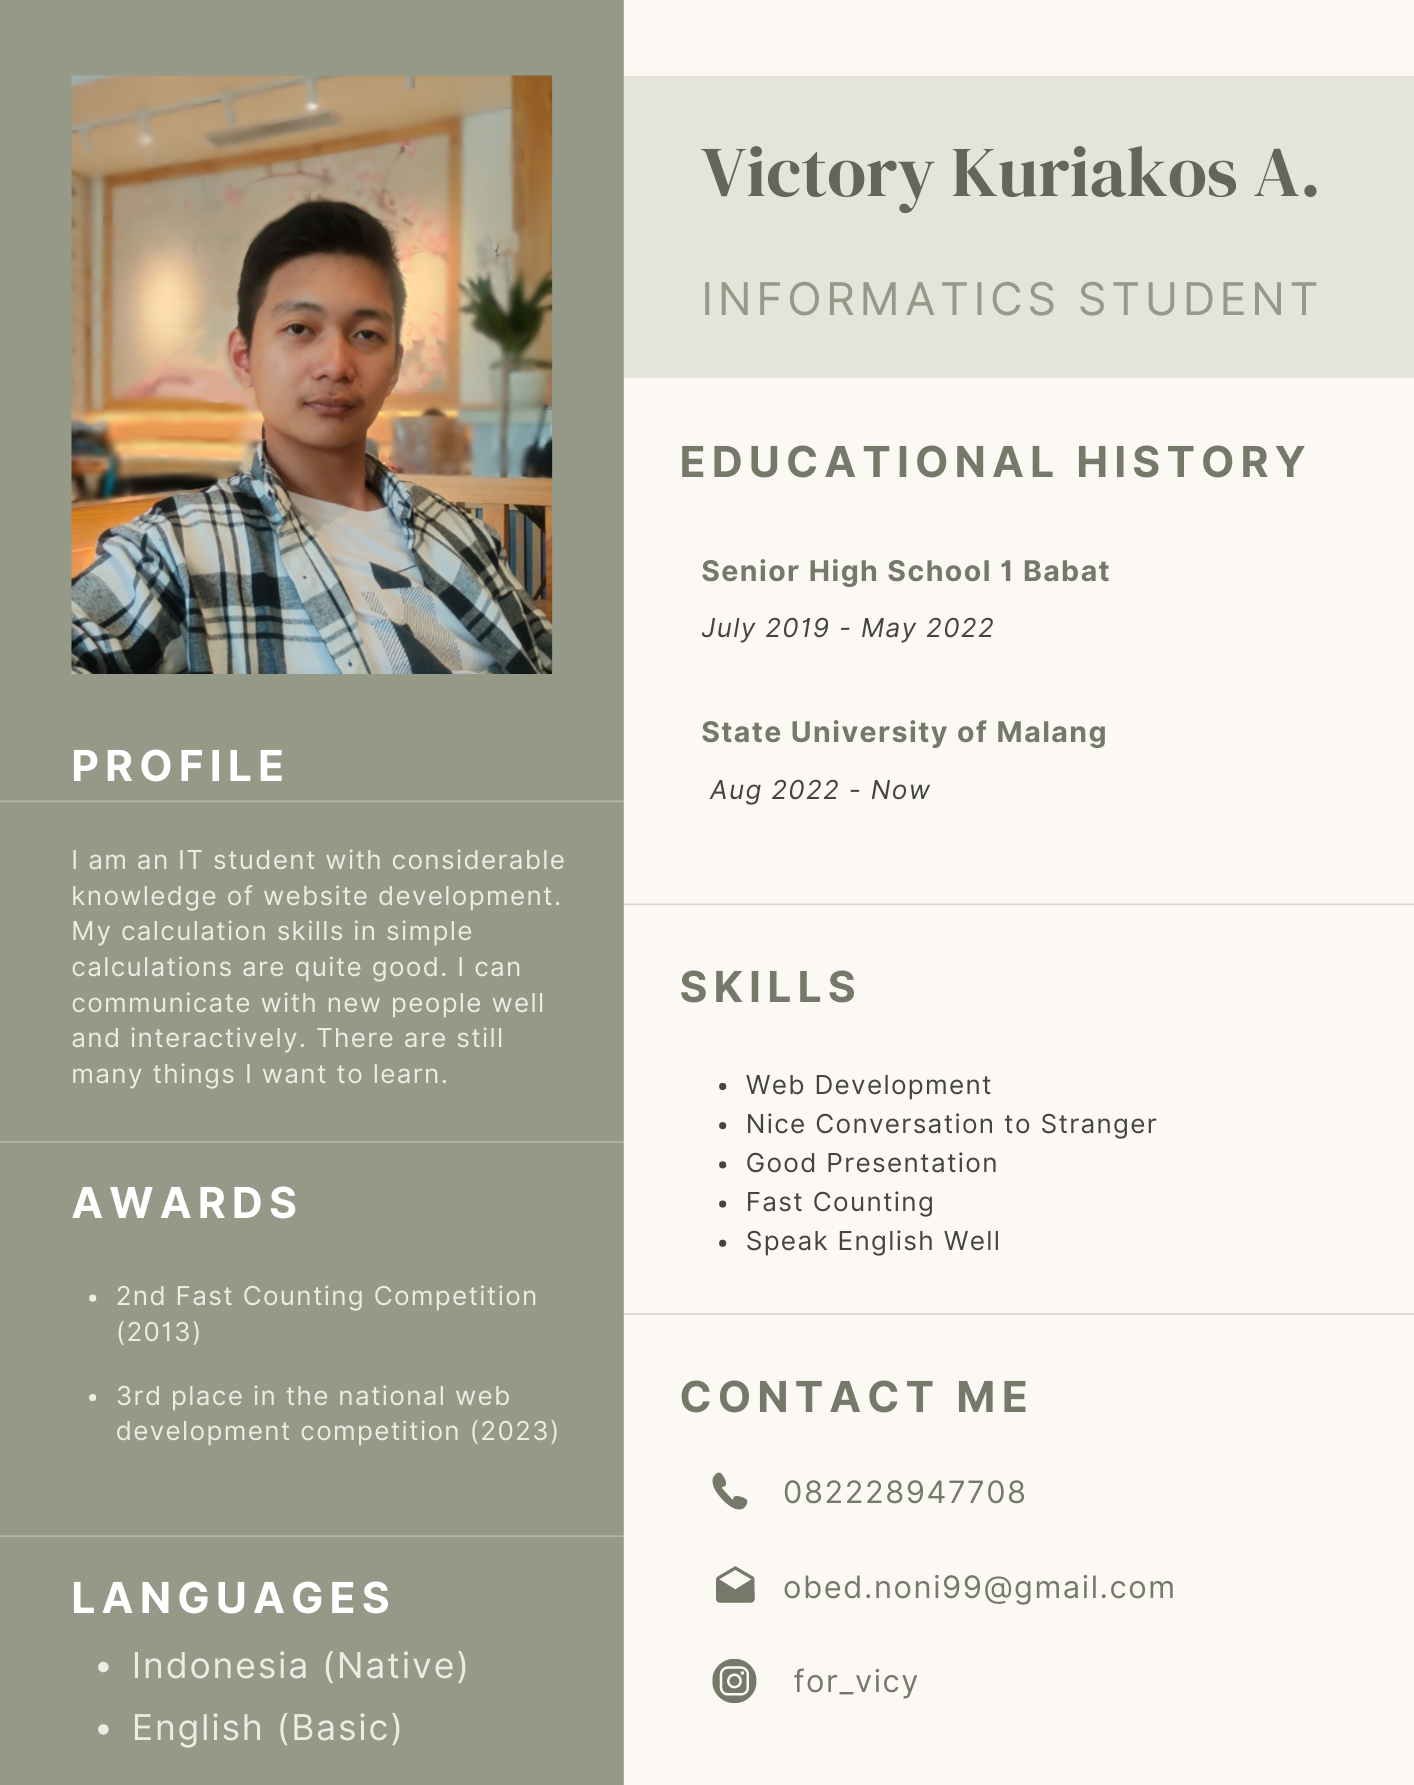 PROFILE
I am an IT student with considerable
knowledge of website development.
My calculation skills in simple
calculations are quite good. I can
communicate with new people well
and interactively. There are still
many things I want to learn.
AWARDS
• 2nd Fast Counting Competition
(2013)
• 3rd place in the national web
development competition (2023)
LANGUAGES
• Indonesia (Native)
• English (Basic)
Victory Kuriakos A.
INFORMATICS STUDENT
EDUCATIONAL HISTORY
Senior High School 1 Babat
July 2019 - May 2022
State University of Malang
Aug 2022 - Now
SKILLS
• Web Development
• Nice Conversation to Stranger
• Good Presentation
• Fast Counting
• Speak English Well
CONTACT ME
082228947708
obed.noni99@gmail.com
for_vicy